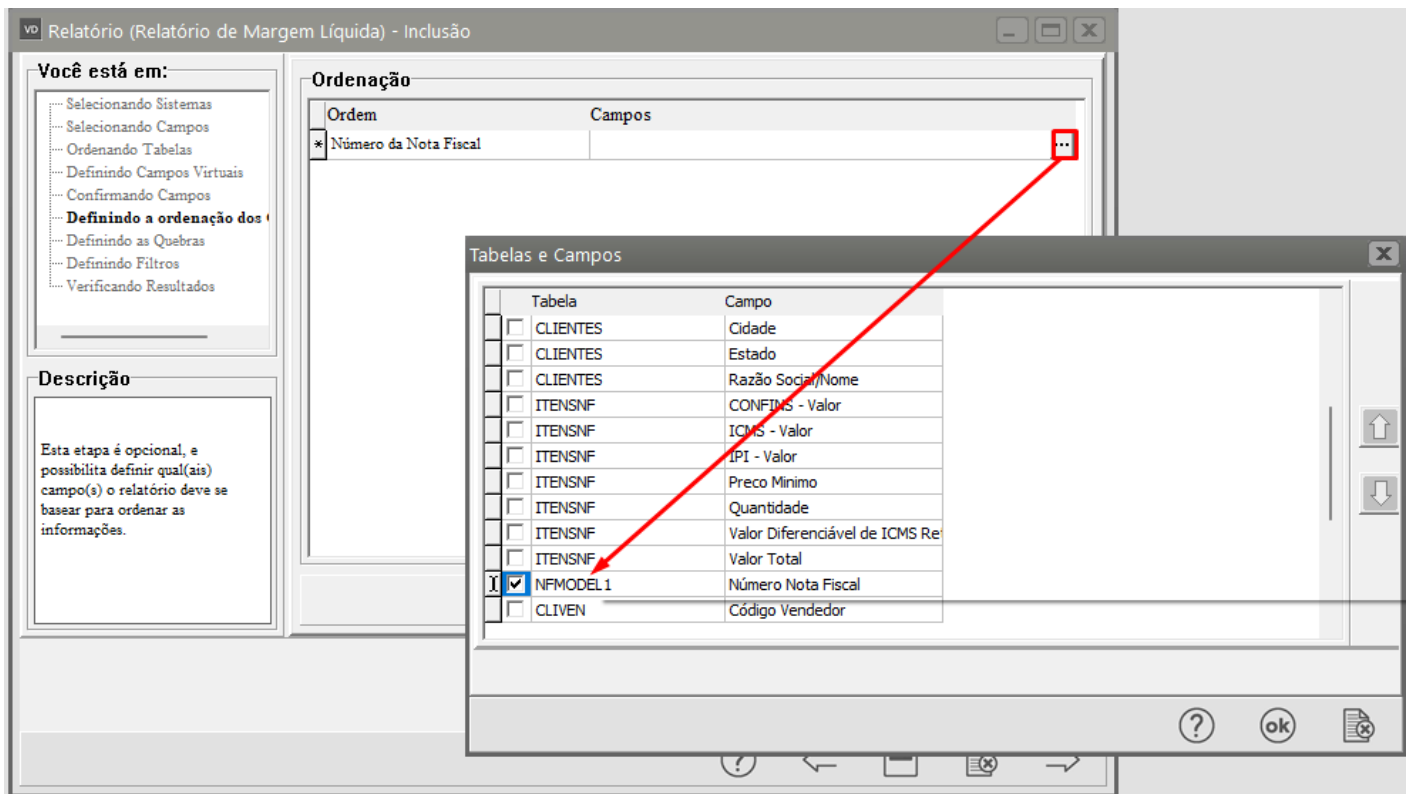 VD Relatório (Relatório de Margem Líquida) - Inclusão
Você está em:
Selecionando Sistemas
Selecionando Campos
Ordenando Tabelas
Definindo Campos Virtuais
Confirmando Campos
Definindo a ordenação dos
Definindo as Quebras
Definindo Filtros
Verificando Resultados
Descrição
Esta etapa é opcional, e
possibilita definir qual(ais)
campo(s) o relatório deve se
basear para ordenar as
informações.
Ordenação
Ordem Campos
* Número da Nota Fiscal ...
Tabelas e Campos
Tabela Campo
CLIENTES Cidade
CLIENTES Estado
CLIENTES Razão Social/Nome
ITENSNF CONFINS - Valor
ITENSNF ICMS - Valor
ITENSNF IPI - Valor
ITENSNF Preco Minimo
ITENSNF Quantidade
ITENSNF Valor Diferenciável de ICMS Re
ITENSNF Valor Total
NFMODEL1 Número Nota Fiscal
CLIVEN Código Vendedor
? ok
?